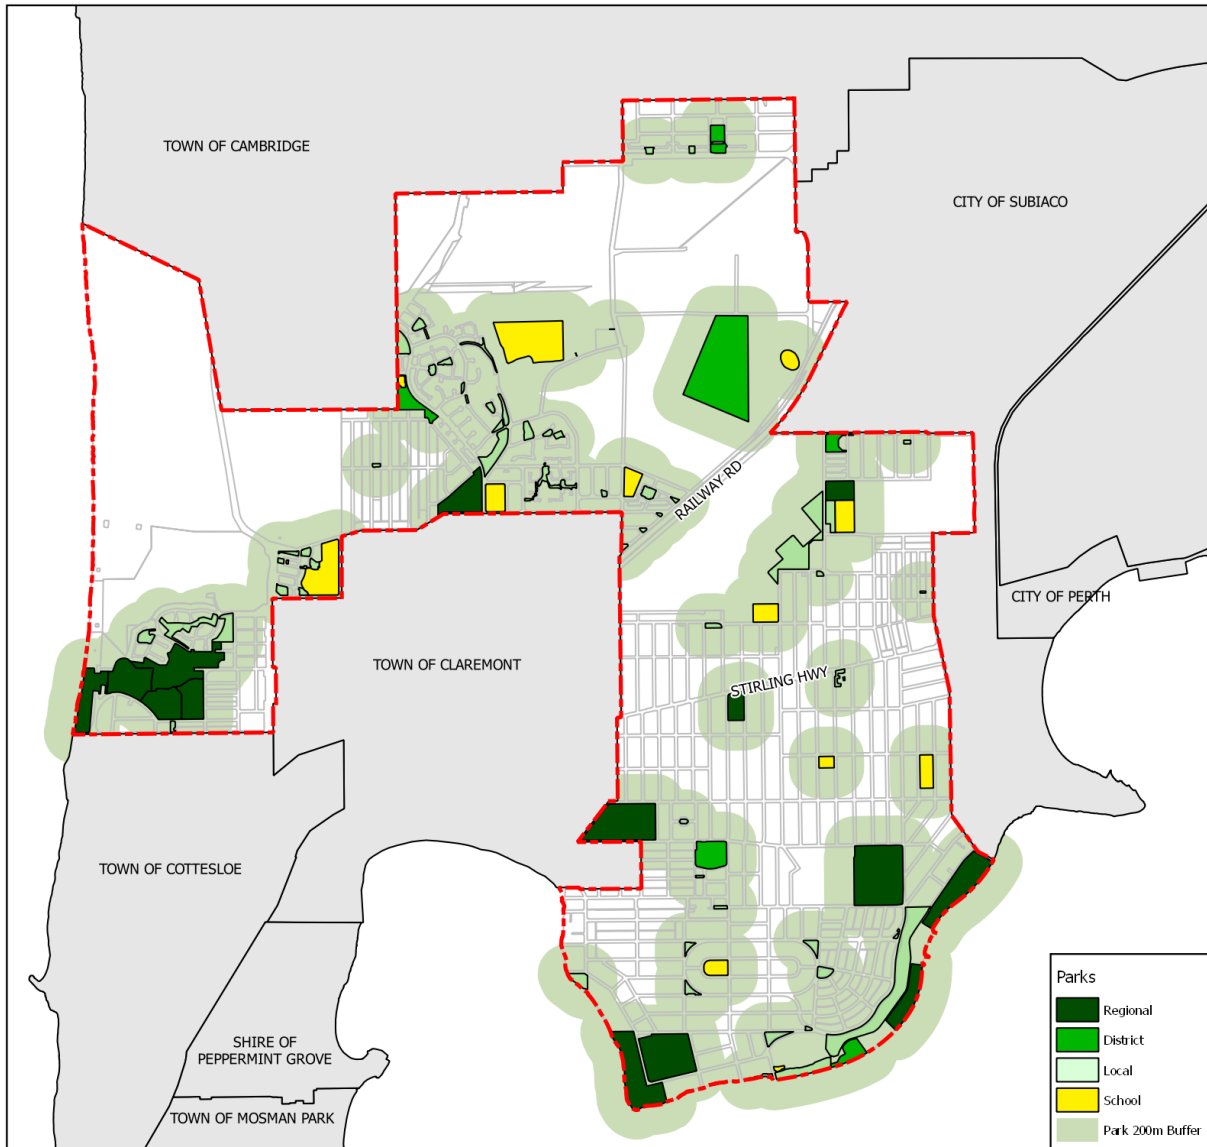 TOWN OF CAMBRIDGE
CITY OF SUBIACO
RAILWAY RD
CITY OF PERTH
TOWN OF CLAREMONT
STIRLING HWY
TOWN OF COTTESLOE
SHIRE OF
PEPPERMINT GROVE
TOWN OF MOSMAN PARK
Parks
Regional
District
Local
School
Park 200m Buffer